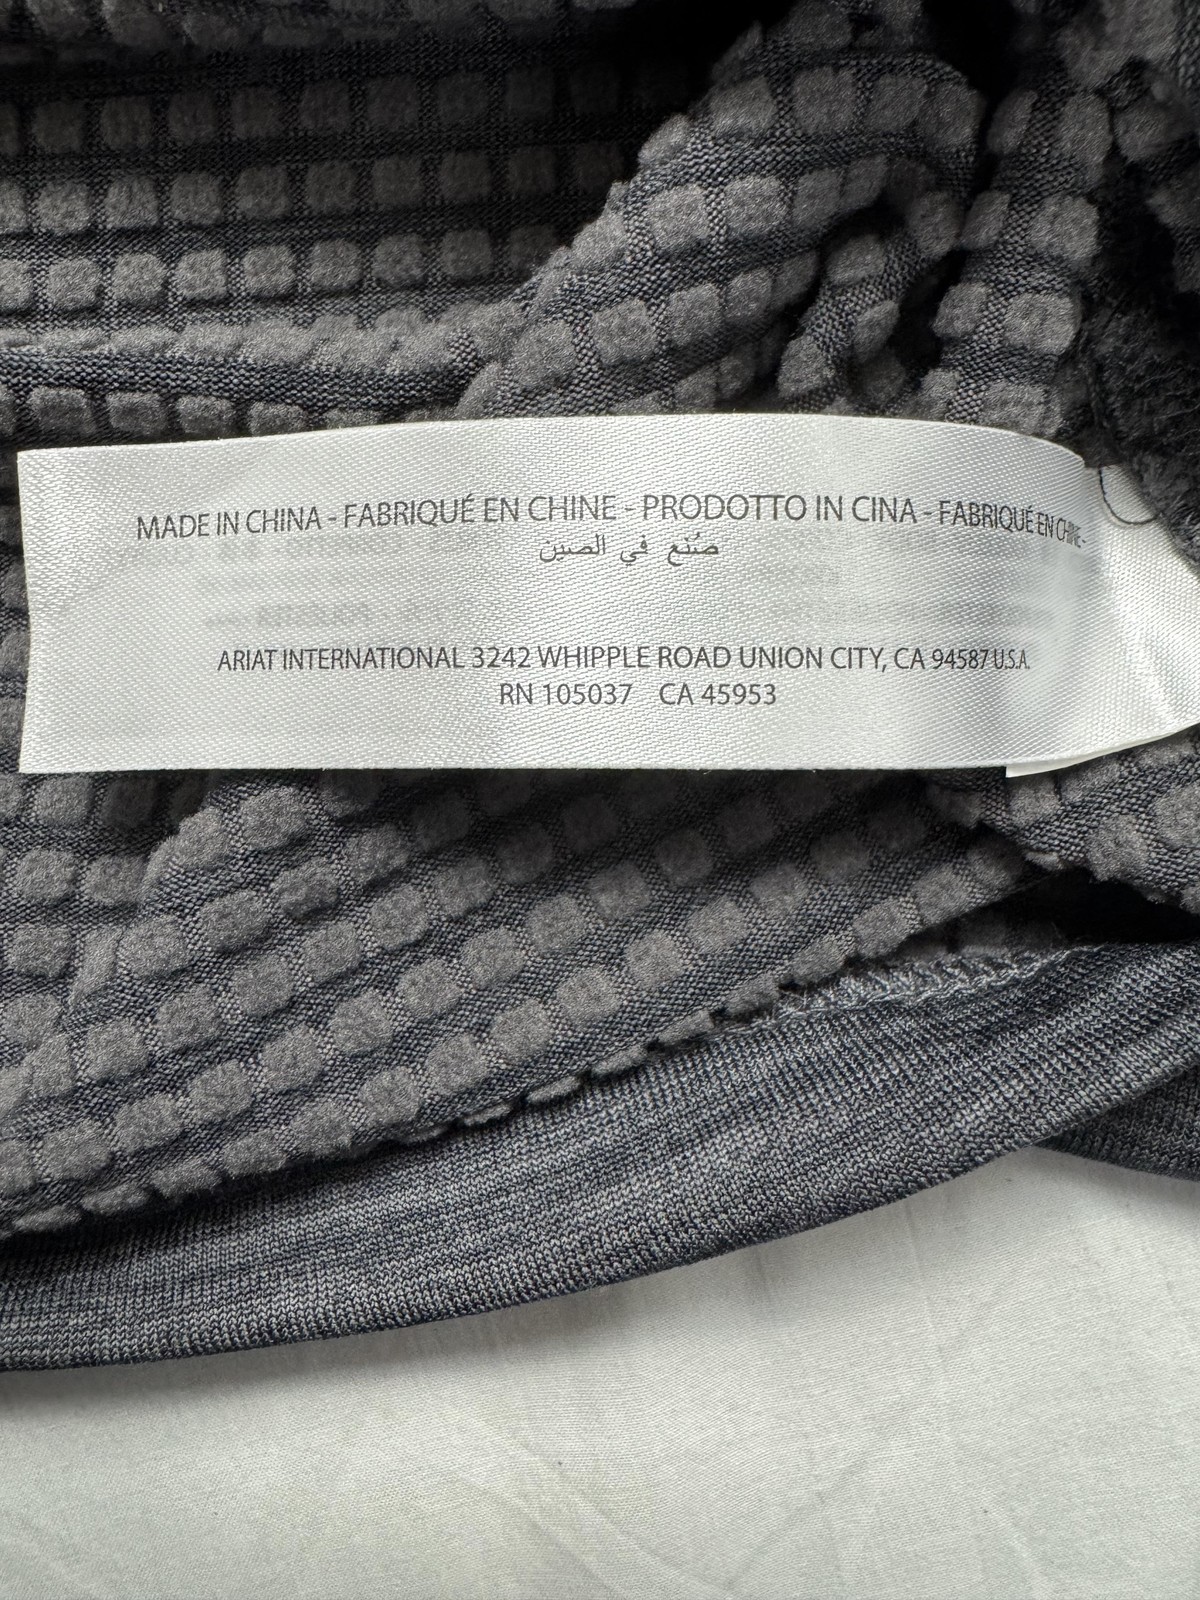 MADE IN CHINA - FABRIQUÉ EN CHINE - PRODOTTO IN CINA - FABRIQUÉ EN CHINE -
صُنع في الصين
ARIAT INTERNATIONAL 3242 WHIPPLE ROAD UNION CITY, CA 94587 U.S.A.
RN 105037 CA 45953